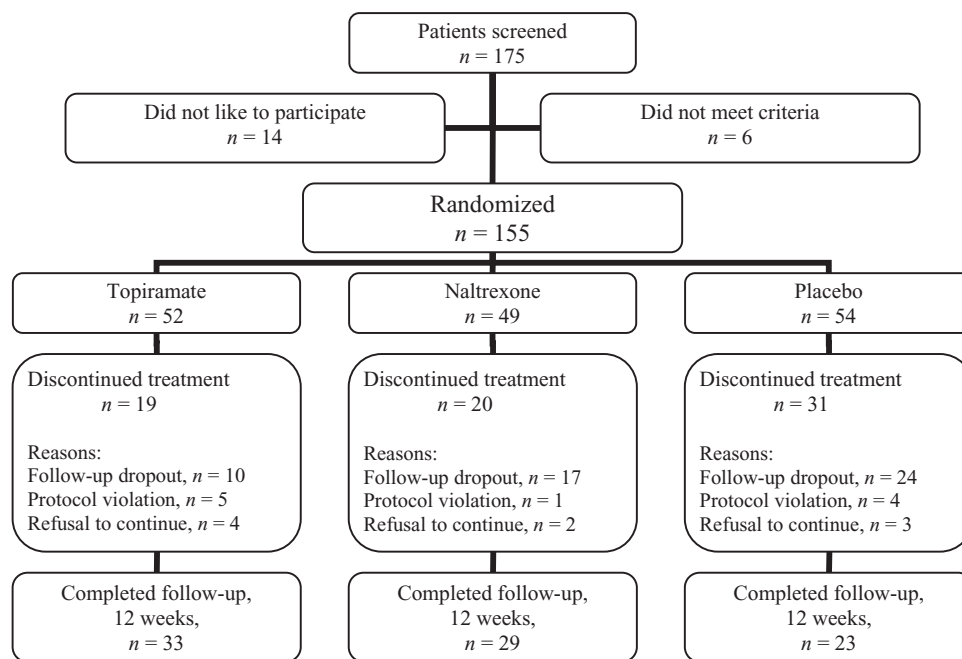 Patients screened
n = 175
Did not like to participate
n = 14
Did not meet criteria
n = 6
Randomized
n = 155
Topiramate
n = 52
Naltrexone
n = 49
Placebo
n = 54
Discontinued treatment
n = 19
Reasons:
Follow-up dropout, n = 10
Protocol violation, n = 5
Refusal to continue, n = 4
Discontinued treatment
n = 20
Reasons:
Follow-up dropout, n = 17
Protocol violation, n = 1
Refusal to continue, n = 2
Discontinued treatment
n = 31
Reasons:
Follow-up dropout, n = 24
Protocol violation, n = 4
Refusal to continue, n = 3
Completed follow-up,
12 weeks,
n = 33
Completed follow-up,
12 weeks,
n = 29
Completed follow-up,
12 weeks,
n = 23